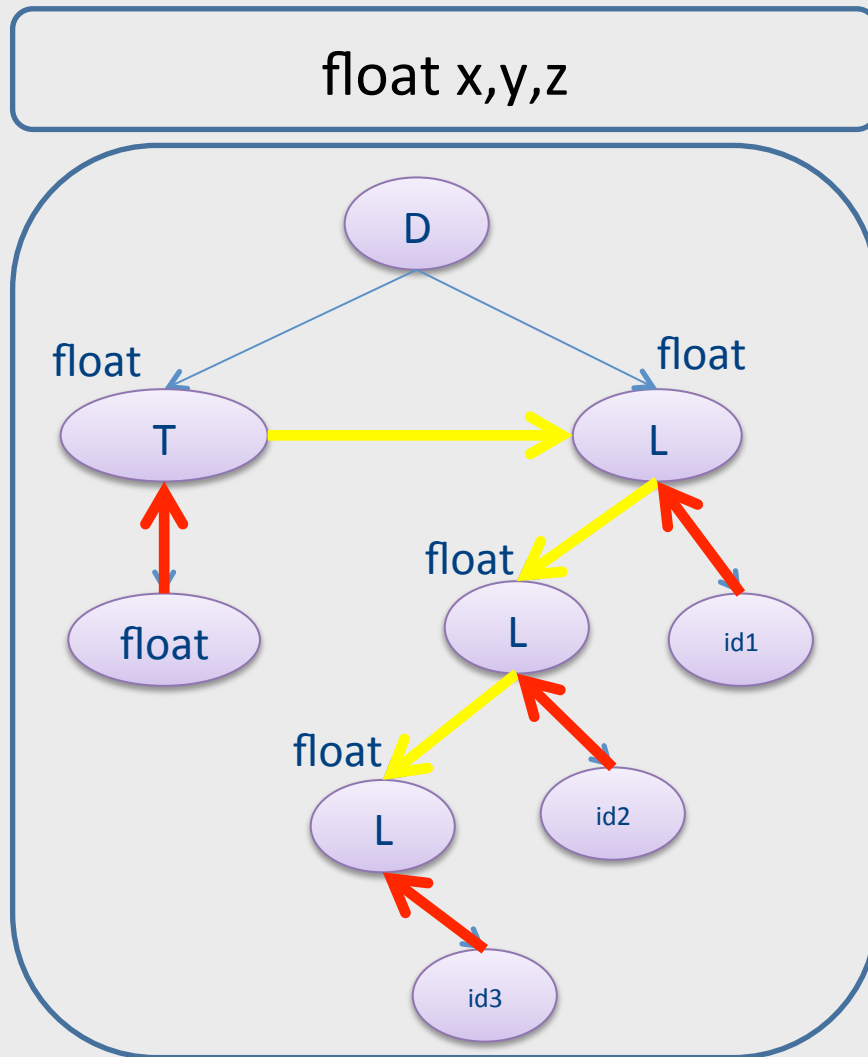 float x,y,z
D
float
float
T
L
float
float
L
id1
float
L
id2
id3